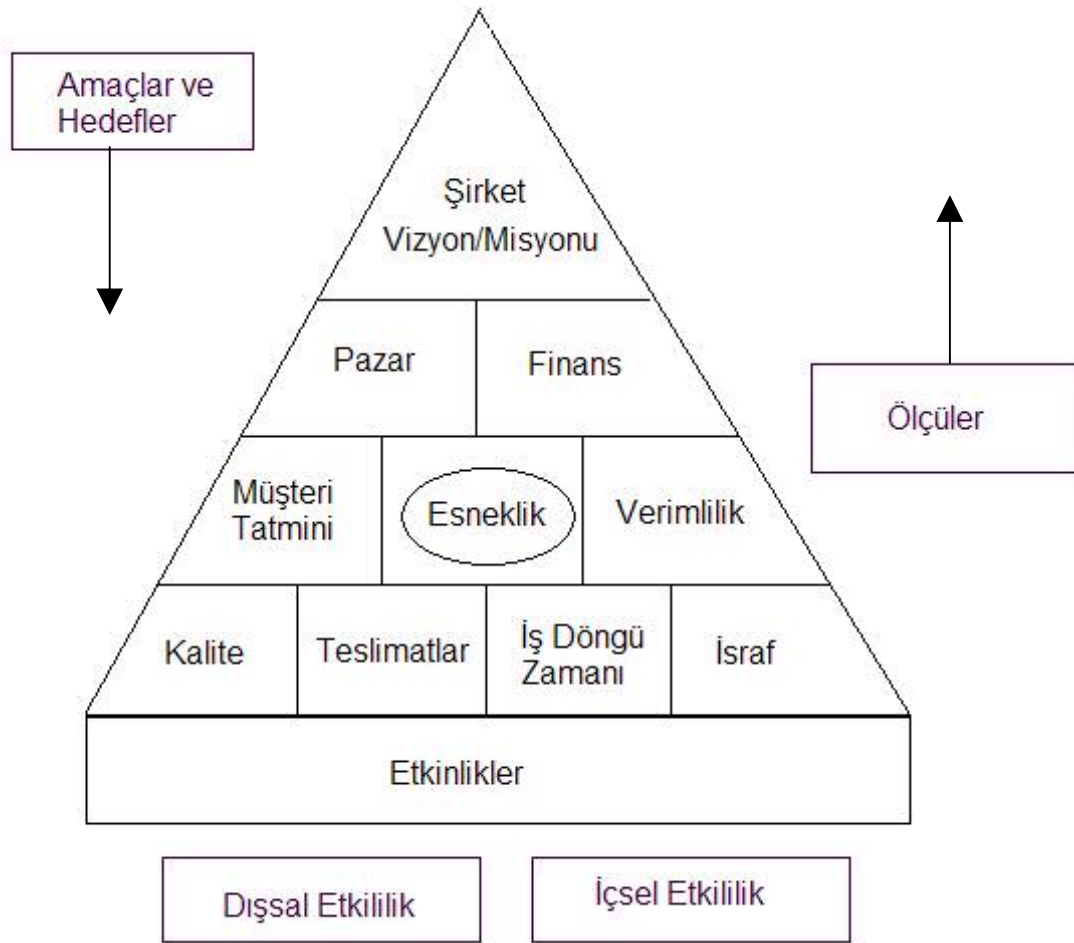 Amaçlar ve
Hedefler
Şirket
Vizyon/Misyonu
Pazar
Finans
Ölçüler
Müşteri
Tatmini
Esneklik
Verimlilik
Kalite
Teslimatlar
İş Döngü
Zamanı
İsraf
Etkinlikler
Dışsal Etkililik
İçsel Etkililik